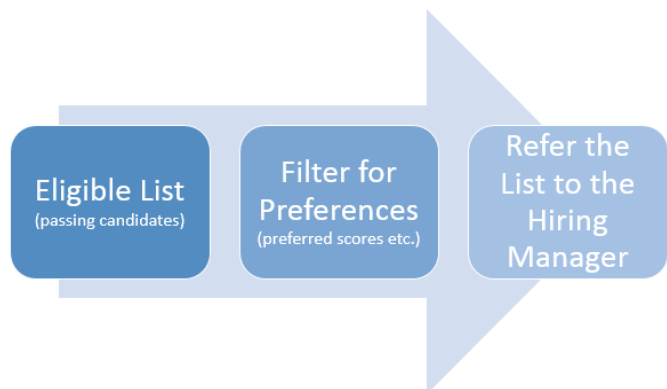 Eligible List
(passing candidates)
Filter for
Preferences
(preferred scores etc.)
Refer the
List to the
Hiring
Manager